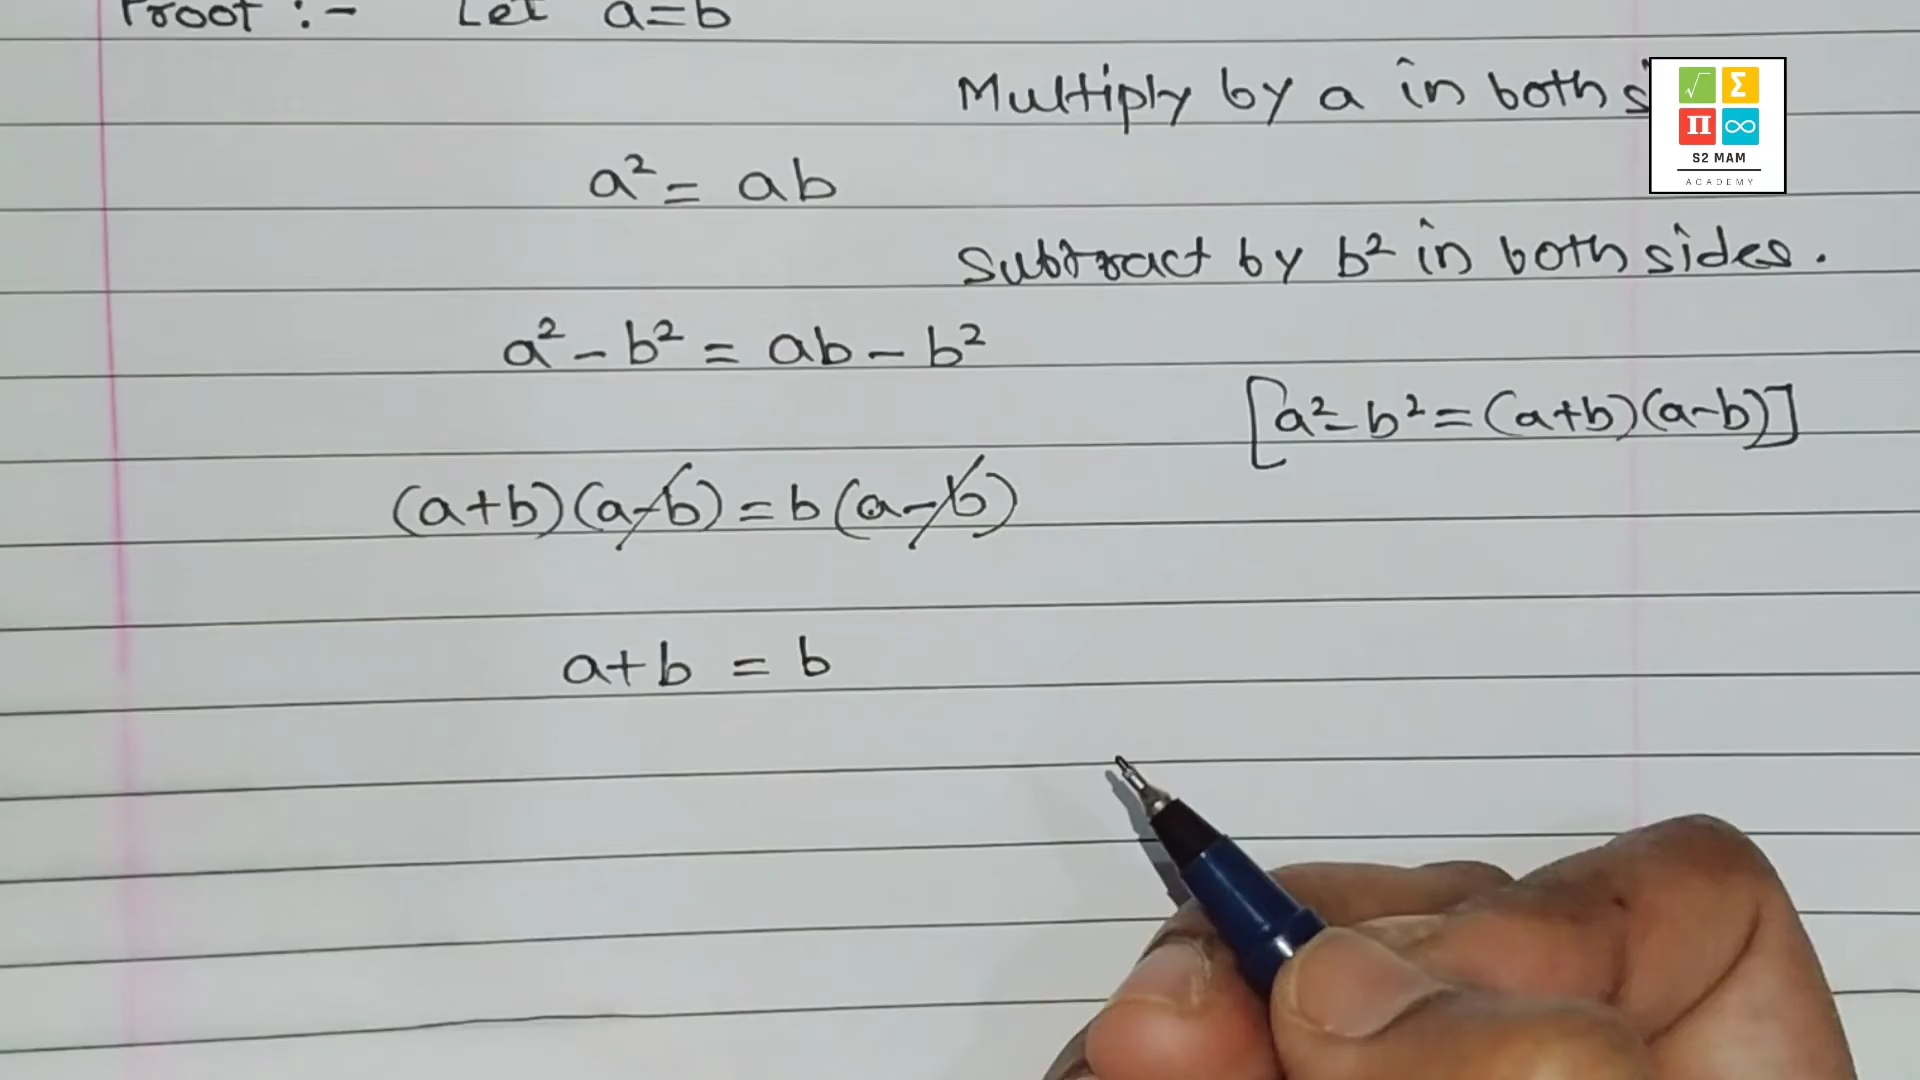 Proof :- Let a=b
Multiply by a in both s
√ Σ
π ∞
S2 MAM
ACADEMY
a² = ab
Subtract by b² in both sides.
a² - b² = ab - b²
[a² - b² = (a+b)(a-b)]
(a+b)(a-b) = b(a-b)
a+b = b